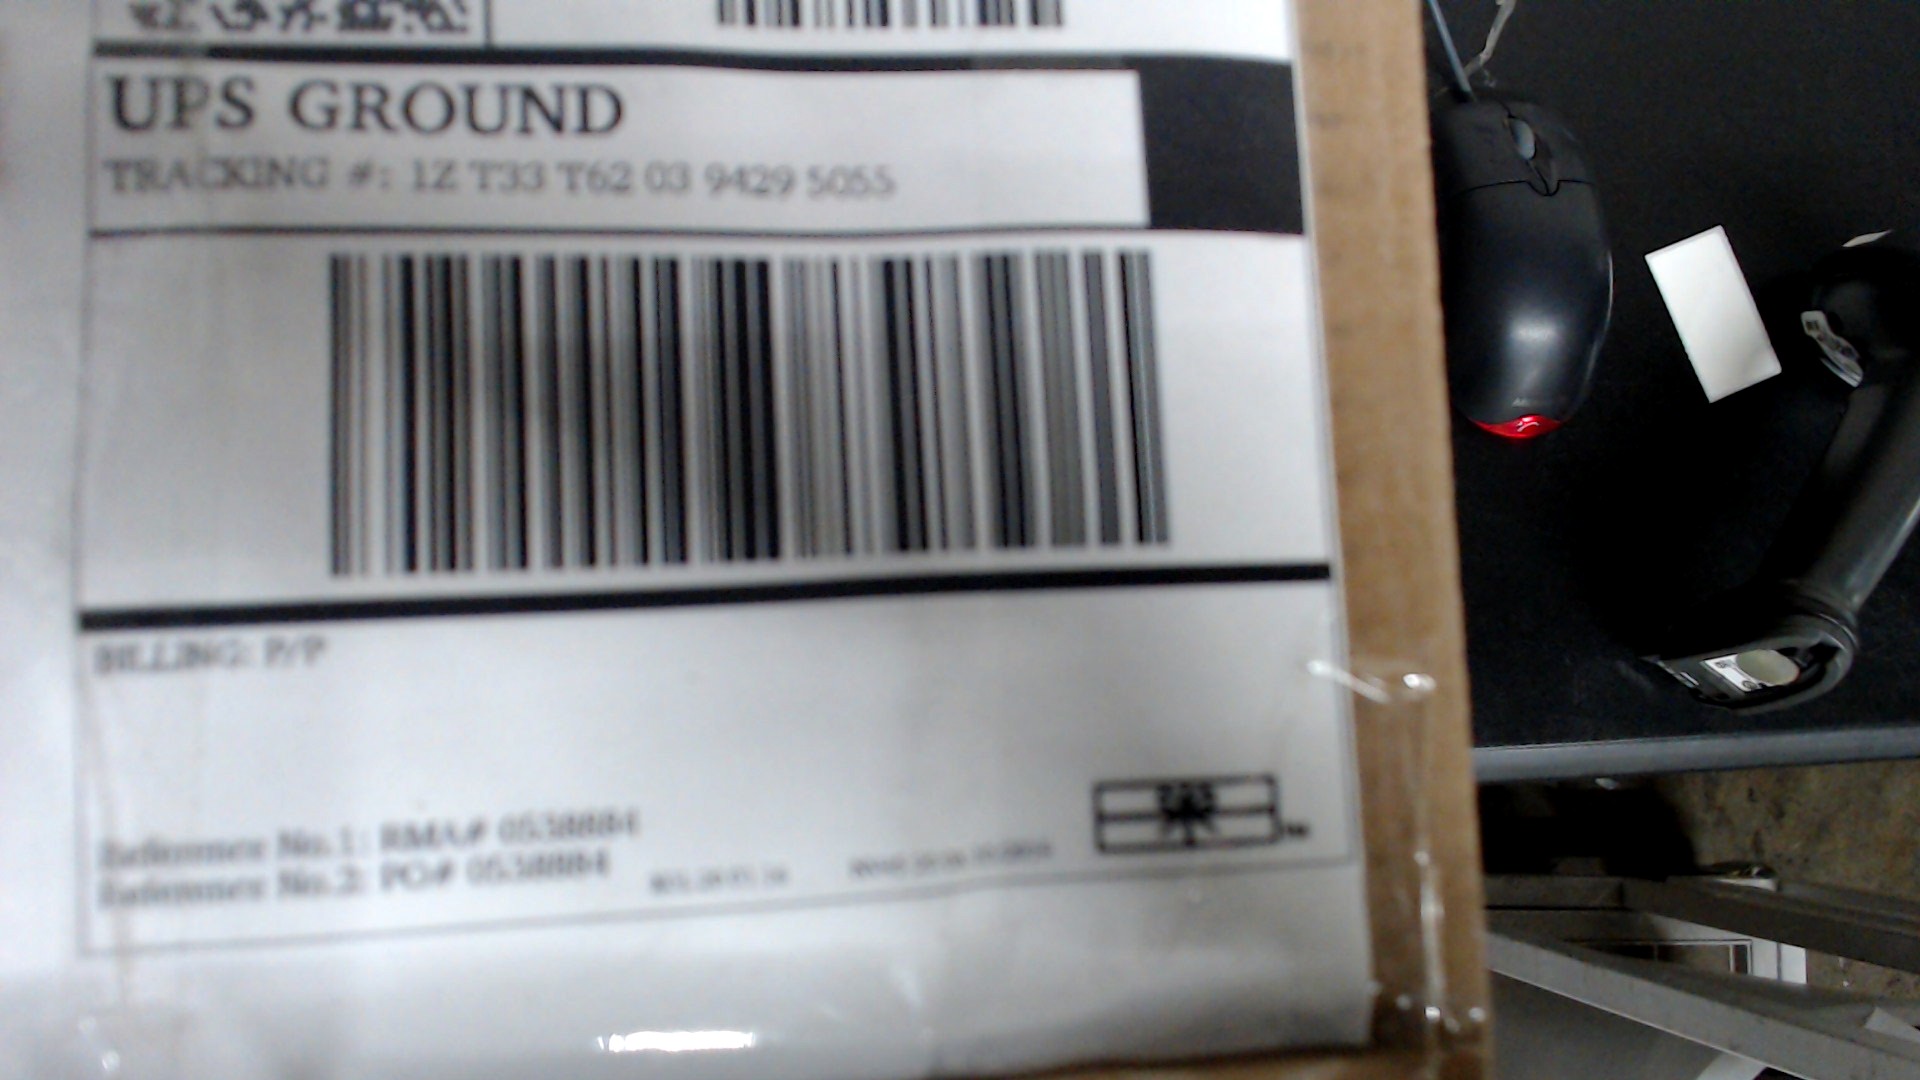 UPS GROUND
TRACKING #: 1Z T33 T62 03 9429 5055
BILLING: P/P
Reference No.1: RMA# 0538884
Reference No.2: PO# 0538884